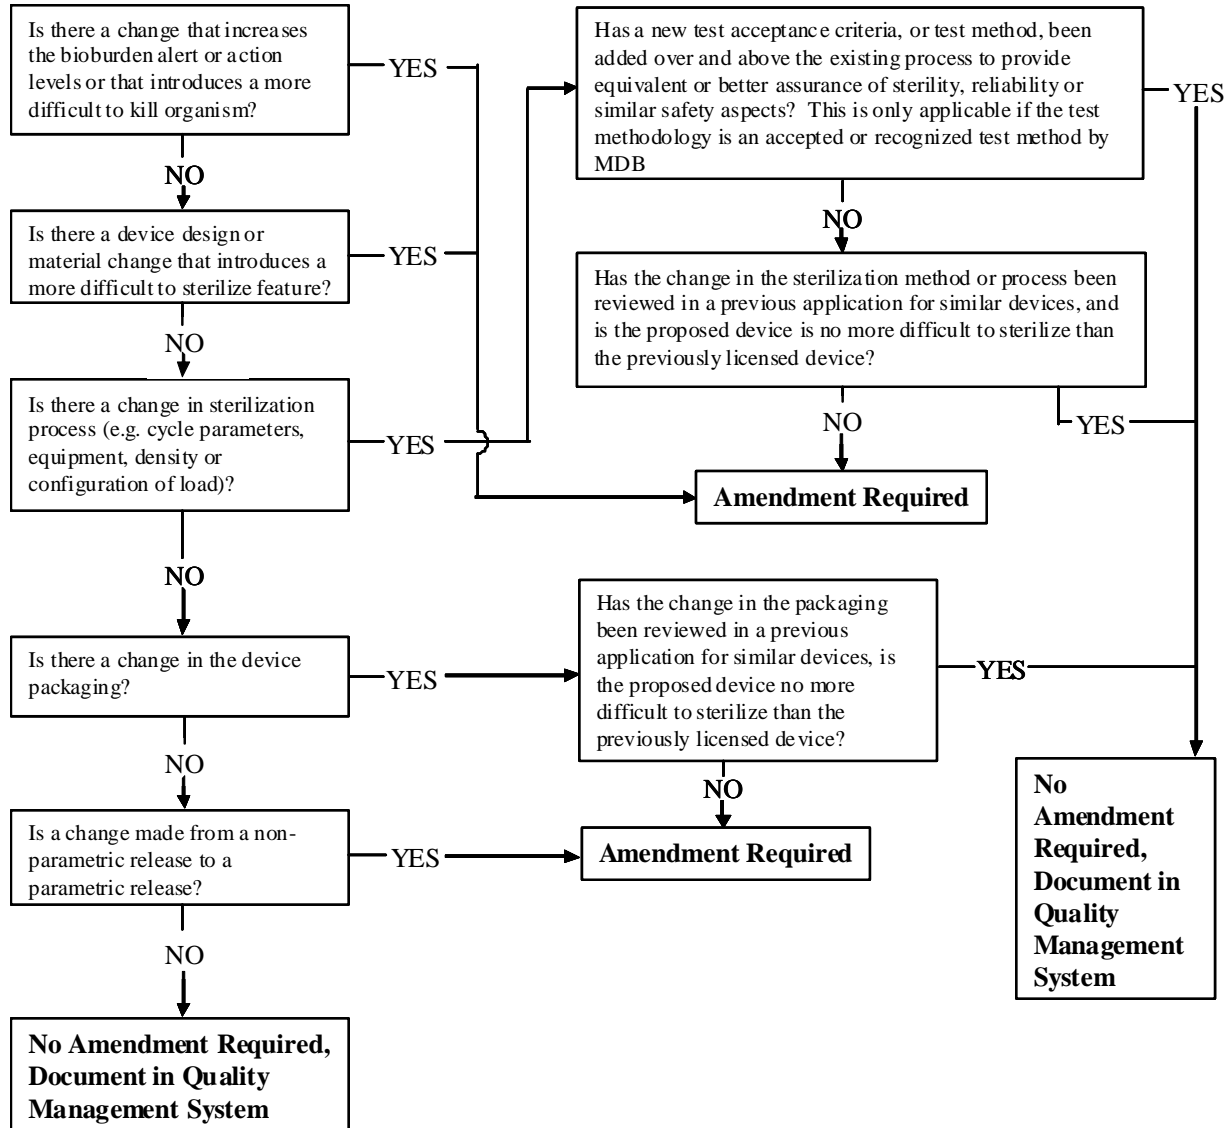 Is there a change that increases
the bioburden alert or action
levels or that introduces a more
difficult to kill organism?
YES
NO
Is there a device design or
material change that introduces a
more difficult to sterilize feature?
YES
NO
Is there a change in sterilization
process (e.g. cycle parameters,
equipment, density or
configuration of load)?
YES
NO
Is there a change in the device
packaging?
YES
NO
Is a change made from a non-
parametric release to a
parametric release?
YES
NO
No Amendment Required,
Document in Quality
Management System
Has a new test acceptance criteria, or test method, been
added over and above the existing process to provide
equivalent or better assurance of sterility, reliability or
similar safety aspects? This is only applicable if the test
methodology is an accepted or recognized test method by
MDB
YES
NO
Has the change in the sterilization method or process been
reviewed in a previous application for similar devices, and
is the proposed device is no more difficult to sterilize than
the previously licensed device?
NO
YES
Amendment Required
Has the change in the packaging
been reviewed in a previous
application for similar devices, is
the proposed device no more
difficult to sterilize than the
previously licensed device?
YES
NO
Amendment Required
No
Amendment
Required,
Document in
Quality
Management
System